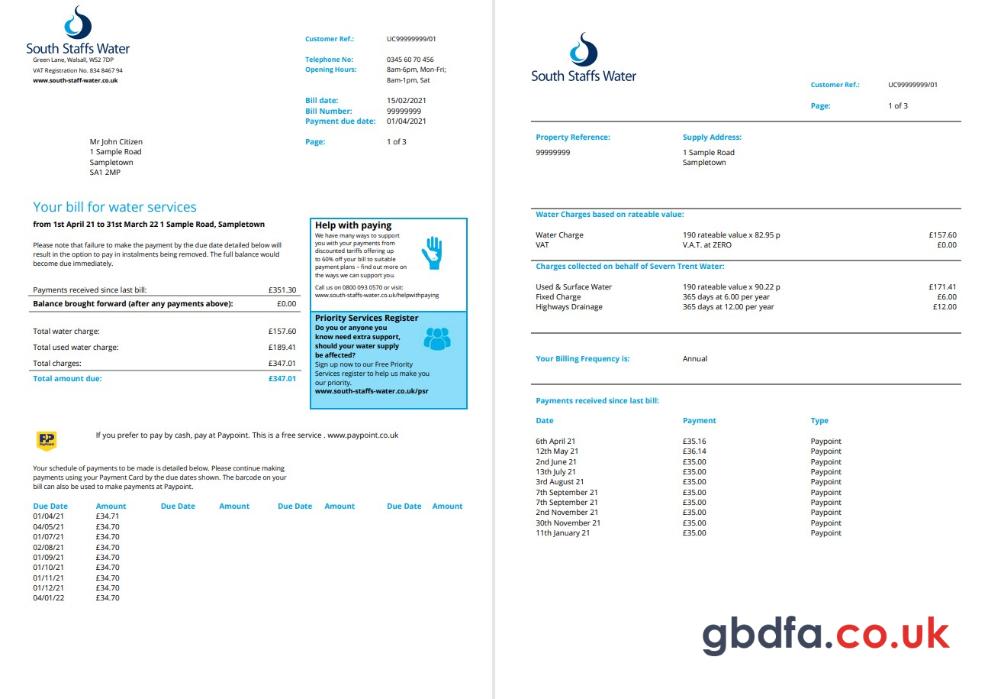 South Staffs Water
Green Lane, Walsall, WS2 7DP
VAT Registration No. 834 8467 94
www.south-staff-water.co.uk
Customer Ref.: UC99999999/01
Telephone No: 0345 60 70 456
Opening Hours: 8am-6pm, Mon-Fri;
8am-1pm, Sat
Bill date: 15/02/2021
Bill Number: 99999999
Payment due date: 01/04/2021
Page: 1 of 3
Mr John Citizen
1 Sample Road
Sampletown
SA1 2MP
Your bill for water services
from 1st April 21 to 31st March 22 1 Sample Road, Sampletown
Please note that failure to make the payment by the due date detailed below will
result in the option to pay in instalments being removed. The full balance would
become due immediately.
Payments received since last bill: £351.30
Balance brought forward (after any payments above): £0.00
Total water charge: £157.60
Total used water charge: £189.41
Total charges: £347.01
Total amount due: £347.01
Help with paying
We have many ways to support
you with your payments from
discounted tariffs offering up
to 60% off your bill to suitable
payment plans – find out more on
the ways we can support you.
Call us on 0800 093 0570 or visit:
www.south-staffs-water.co.uk/helpwithpaying
Priority Services Register
Do you or anyone you
know need extra support,
should your water supply
be affected?
Sign up now to our Free Priority
Services register to help us make you
our priority.
www.south-staffs-water.co.uk/psr
PayPoint
If you prefer to pay by cash, pay at Paypoint. This is a free service , www.paypoint.co.uk
Your schedule of payments to be made is detailed below. Please continue making
payments using your Payment Card by the due dates shown. The barcode on your
bill can also be used to make payments at Paypoint.
Due Date Amount Due Date Amount Due Date Amount Due Date Amount
01/04/21 £34.71
04/05/21 £34.70
01/07/21 £34.70
02/08/21 £34.70
01/09/21 £34.70
01/10/21 £34.70
01/11/21 £34.70
01/12/21 £34.70
04/01/22 £34.70
South Staffs Water
Customer Ref.: UC99999999/01
Page: 1 of 3
Property Reference: Supply Address:
99999999 1 Sample Road
Sampletown
Water Charges based on rateable value:
Water Charge 190 rateable value x 82.95 p £157.60
VAT V.A.T. at ZERO £0.00
Charges collected on behalf of Severn Trent Water:
Used & Surface Water 190 rateable value x 90.22 p £171.41
Fixed Charge 365 days at 6.00 per year £6.00
Highways Drainage 365 days at 12.00 per year £12.00
Your Billing Frequency is: Annual
Payments received since last bill:
Date Payment Type
6th April 21 £35.16 Paypoint
12th May 21 £36.14 Paypoint
2nd June 21 £35.00 Paypoint
13th July 21 £35.00 Paypoint
3rd August 21 £35.00 Paypoint
7th September 21 £35.00 Paypoint
7th September 21 £35.00 Paypoint
2nd November 21 £35.00 Paypoint
30th November 21 £35.00 Paypoint
11th January 21 £35.00 Paypoint
gbdfa.co.uk